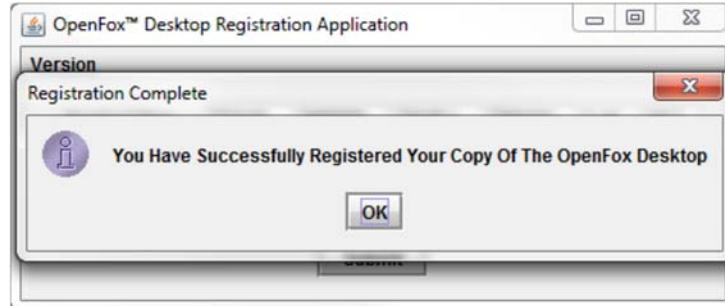 OpenFox™ Desktop Registration Application
Version
Registration Complete
You Have Successfully Registered Your Copy Of The OpenFox Desktop
OK